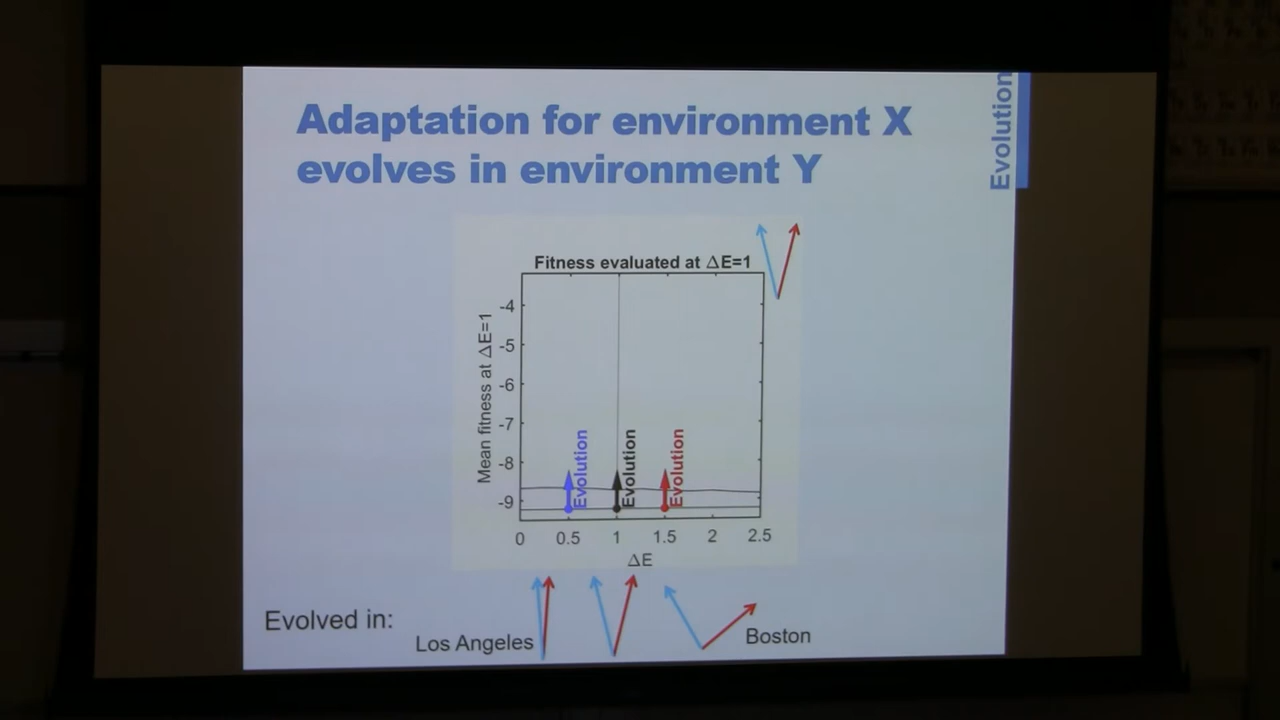 Adaptation for environment X
evolves in environment Y
Evolution
Fitness evaluated at ΔE=1
Mean fitness at ΔE=1
-4
-5
-6
-7
-8
-9
Evolution
Evolution
Evolution
0 0.5 1 1.5 2 2.5
ΔE
Evolved in:
Los Angeles
Boston